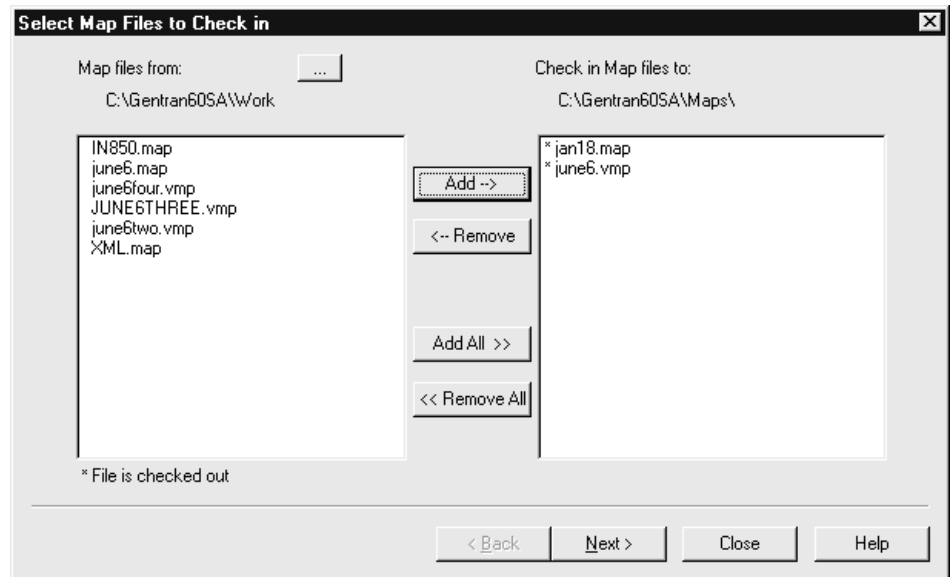 Select Map Files to Check in
Map files from:
...
C:\Gentran60SA\Work
IN850.map
june6.map
june6four.vmp
JUNE6THREE.vmp
june6two.vmp
XML.map
* File is checked out
Add -->
<-- Remove
Add All >>
<< Remove All
Check in Map files to:
C:\Gentran60SA\Maps\
* jan18.map
* june6.vmp
< Back
Next >
Close
Help